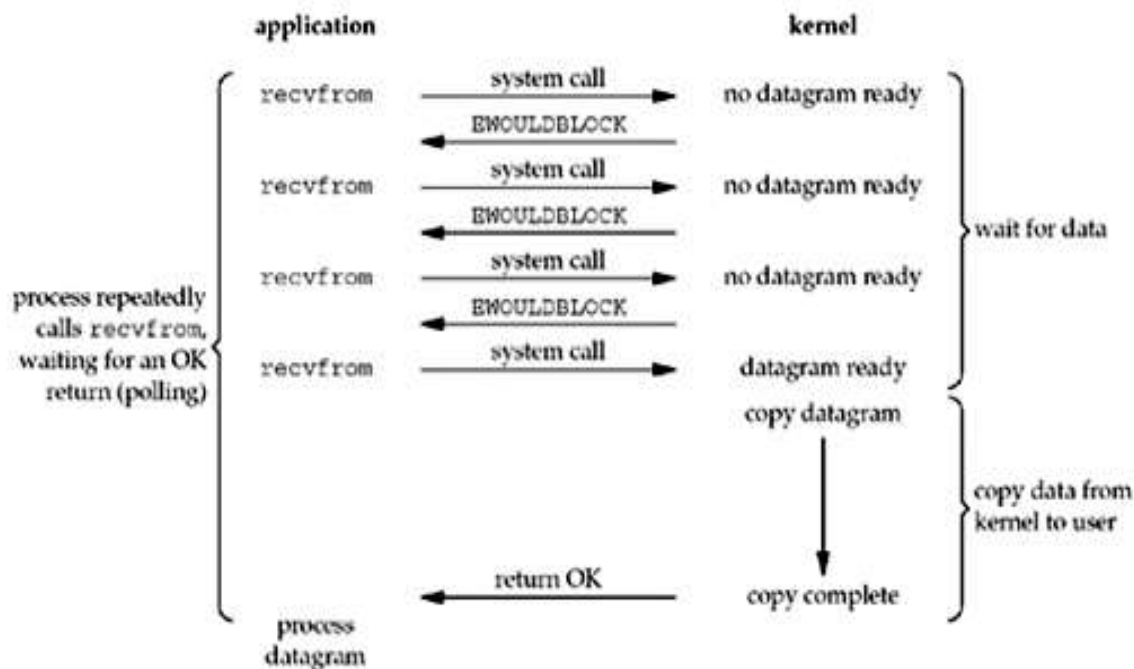 application kernel
recvfrom system call no datagram ready
EWOULDBLOCK
recvfrom system call no datagram ready
EWOULDBLOCK
wait for data
recvfrom system call no datagram ready
process repeatedly
calls recvfrom,
waiting for an OK
return (polling)
EWOULDBLOCK
recvfrom system call datagram ready
copy datagram
copy data from
kernel to user
return OK copy complete
process
datagram